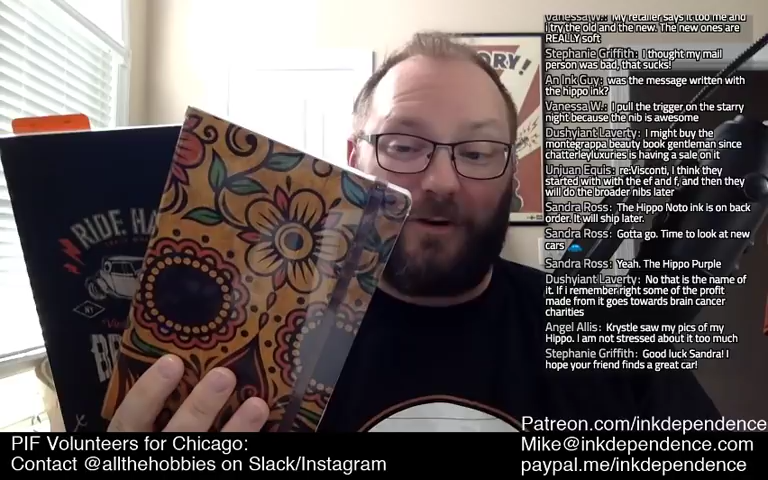 Vanessa W.: My retailer says it too me and
i try the old and the new. The new ones are
REALLY soft
Stephanie Griffith: I thought my mail
person was bad, that sucks!
An Ink Guy: was the message written with
the hippo ink?
Vanessa W.: I pull the trigger on the starry
night because the nib is awesome
Dushyiant Laverty: I might buy the
montegrappa beauty book gentleman since
chatterleyluxuries is having a sale on it
Unjuan Equis: re:Visconti, I think they
started with with the ef and f, and then they
will do the broader nibs later
Sandra Ross: The Hippo Noto ink is on back
order. It will ship later.
Sandra Ross: Gotta go. Time to look at new
cars
Sandra Ross: Yeah. The Hippo Purple
Dushyiant Laverty: No that is the name of
it. If i remember right some of the profit
made from it goes towards brain cancer
charities
Angel Allis: Krystle saw my pics of my
Hippo. I am not stressed about it too much
Stephanie Griffith: Good luck Sandra! I
hope your friend finds a great car!
ORY!
RIDE HA
BR
Patreon.com/inkdependence
PIF Volunteers for Chicago:
Mike@inkdependence.com
Contact @allthehobbies on Slack/Instagram
paypal.me/inkdependence